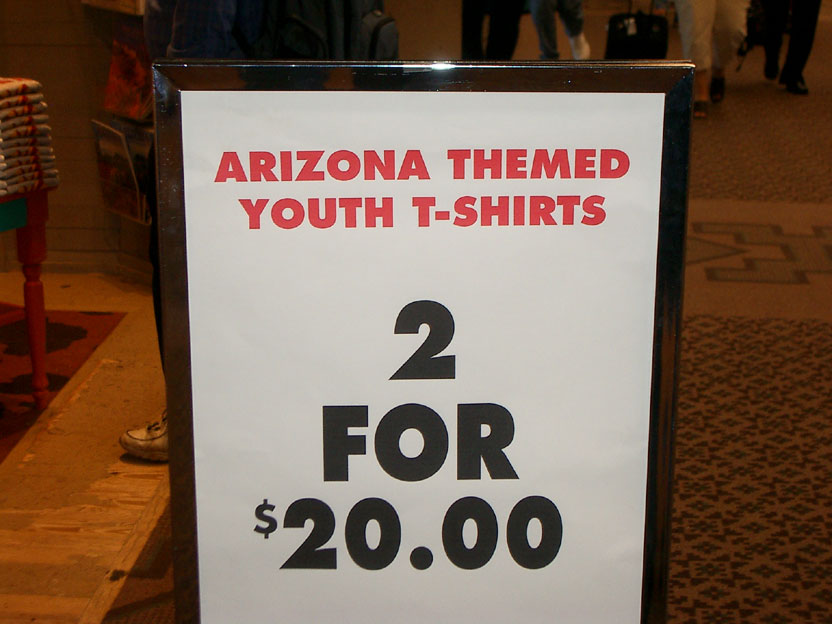 ARIZONA THEMED
YOUTH T-SHIRTS
2
FOR
$20.00